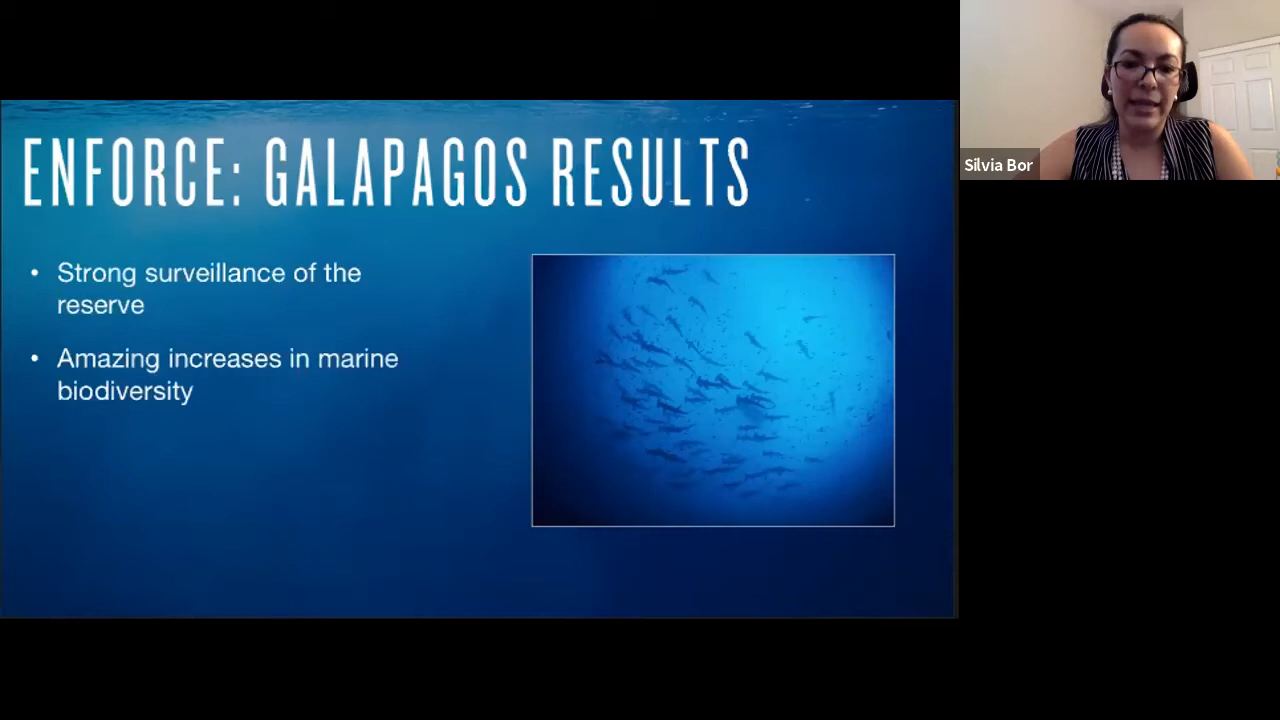 ENFORCE: GALAPAGOS RESULTS
• Strong surveillance of the
reserve
• Amazing increases in marine
biodiversity
Silvia Bor